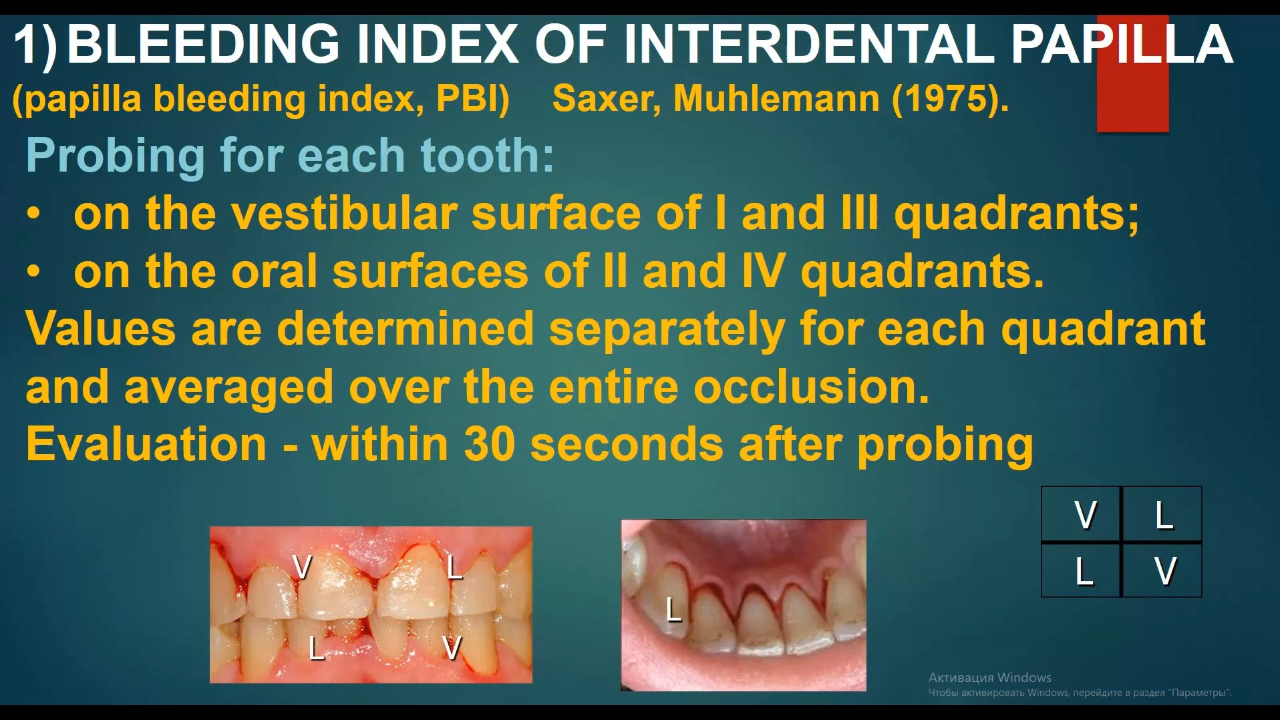 1) BLEEDING INDEX OF INTERDENTAL PAPILLA
(papilla bleeding index, PBI) Saxer, Muhlemann (1975).
Probing for each tooth:
• on the vestibular surface of I and III quadrants;
• on the oral surfaces of II and IV quadrants.
Values are determined separately for each quadrant
and averaged over the entire occlusion.
Evaluation - within 30 seconds after probing
V L
L V
L
V L
L V
Активация Windows
Чтобы активировать Windows, перейдите в раздел "Параметры".